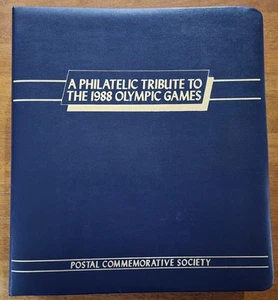 A PHILATELIC TRIBUTE TO
THE 1988 OLYMPIC GAMES
POSTAL COMMEMORATIVE SOCIETY